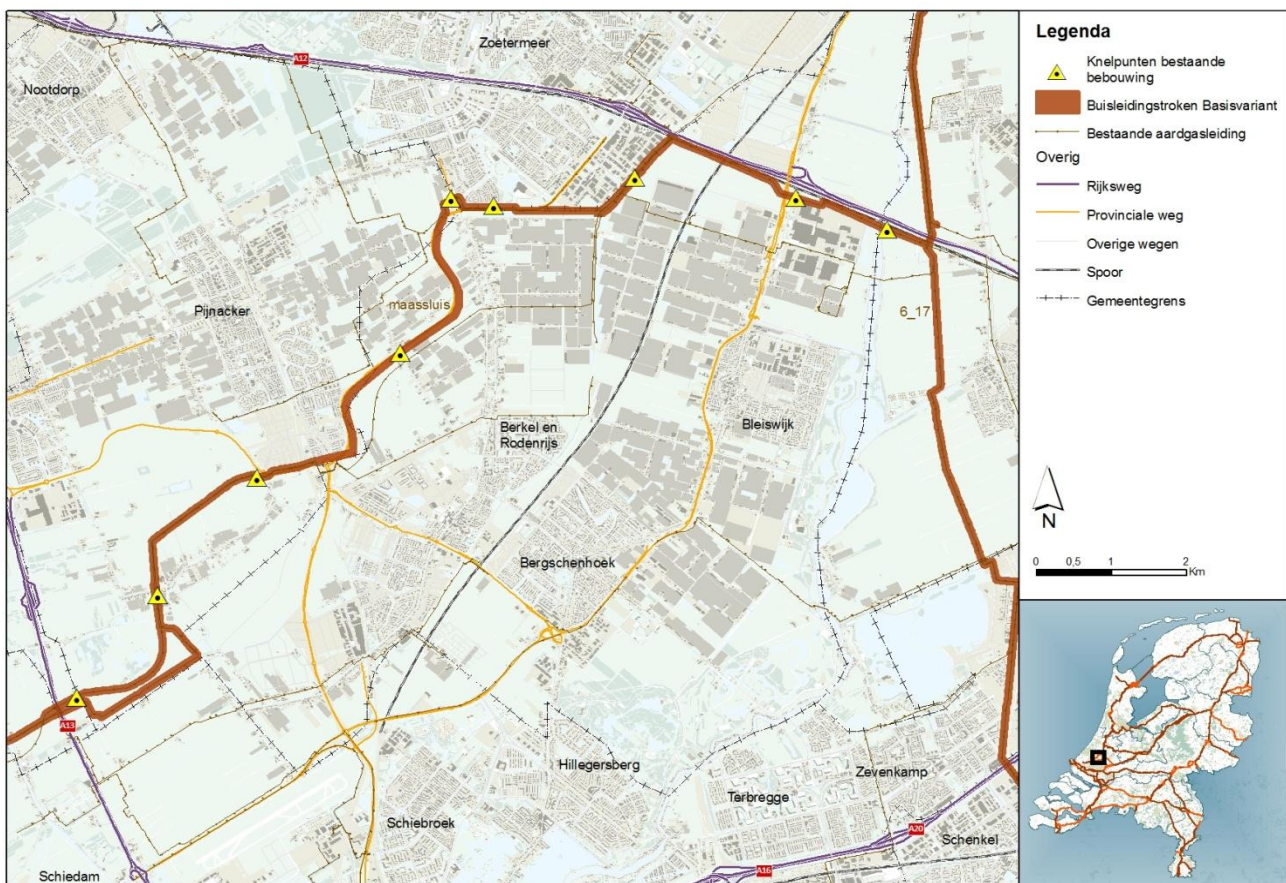 Zoetermeer
A12
Nootdorp
maassluis
Pijnacker
6_17
Berkel en
Rodenrijs
Bleiswijk
Bergschenhoek
A13
Hillegersberg
Zevenkamp
Terbregge
Schiebroek
A20
Schenkel
A16
Schiedam
Legenda
Knelpunten bestaande
bebouwing
Buisleidingstroken Basisvariant
Bestaande aardgasleiding
Overig
Rijksweg
Provinciale weg
Overige wegen
Spoor
Gemeentegrens
N
0 0,5 1 2
Km